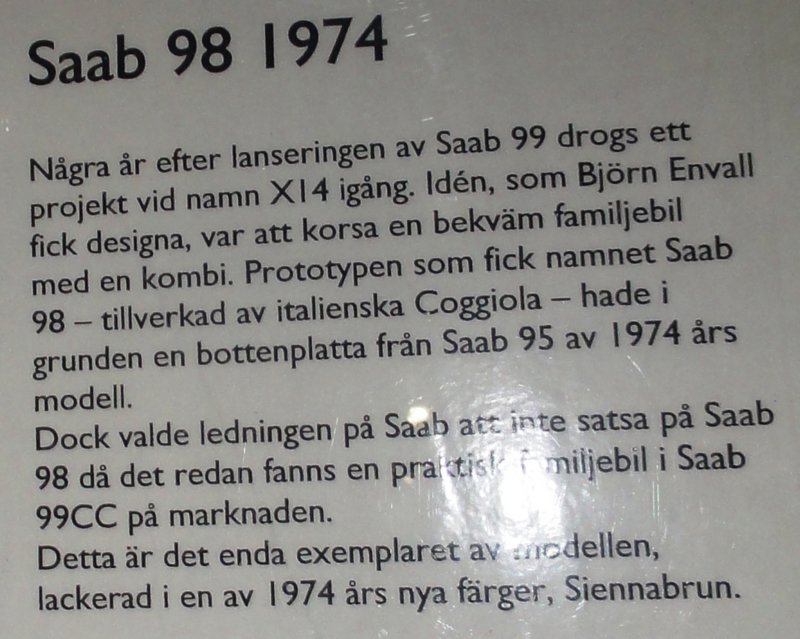 Saab 98 1974
Några år efter lanseringen av Saab 99 drogs ett
projekt vid namn X14 igång. Idén, som Björn Envall
fick designa, var att korsa en bekväm familjebil
med en kombi. Prototypen som fick namnet Saab
98 – tillverkad av italienska Coggiola – hade i
grunden en bottenplatta från Saab 95 av 1974 års
modell.
Dock valde ledningen på Saab att inte satsa på Saab
98 då det redan fanns en praktisk familjebil i Saab
99CC på marknaden.
Detta är det enda exemplaret av modellen,
lackerad i en av 1974 års nya färger, Siennabrun.